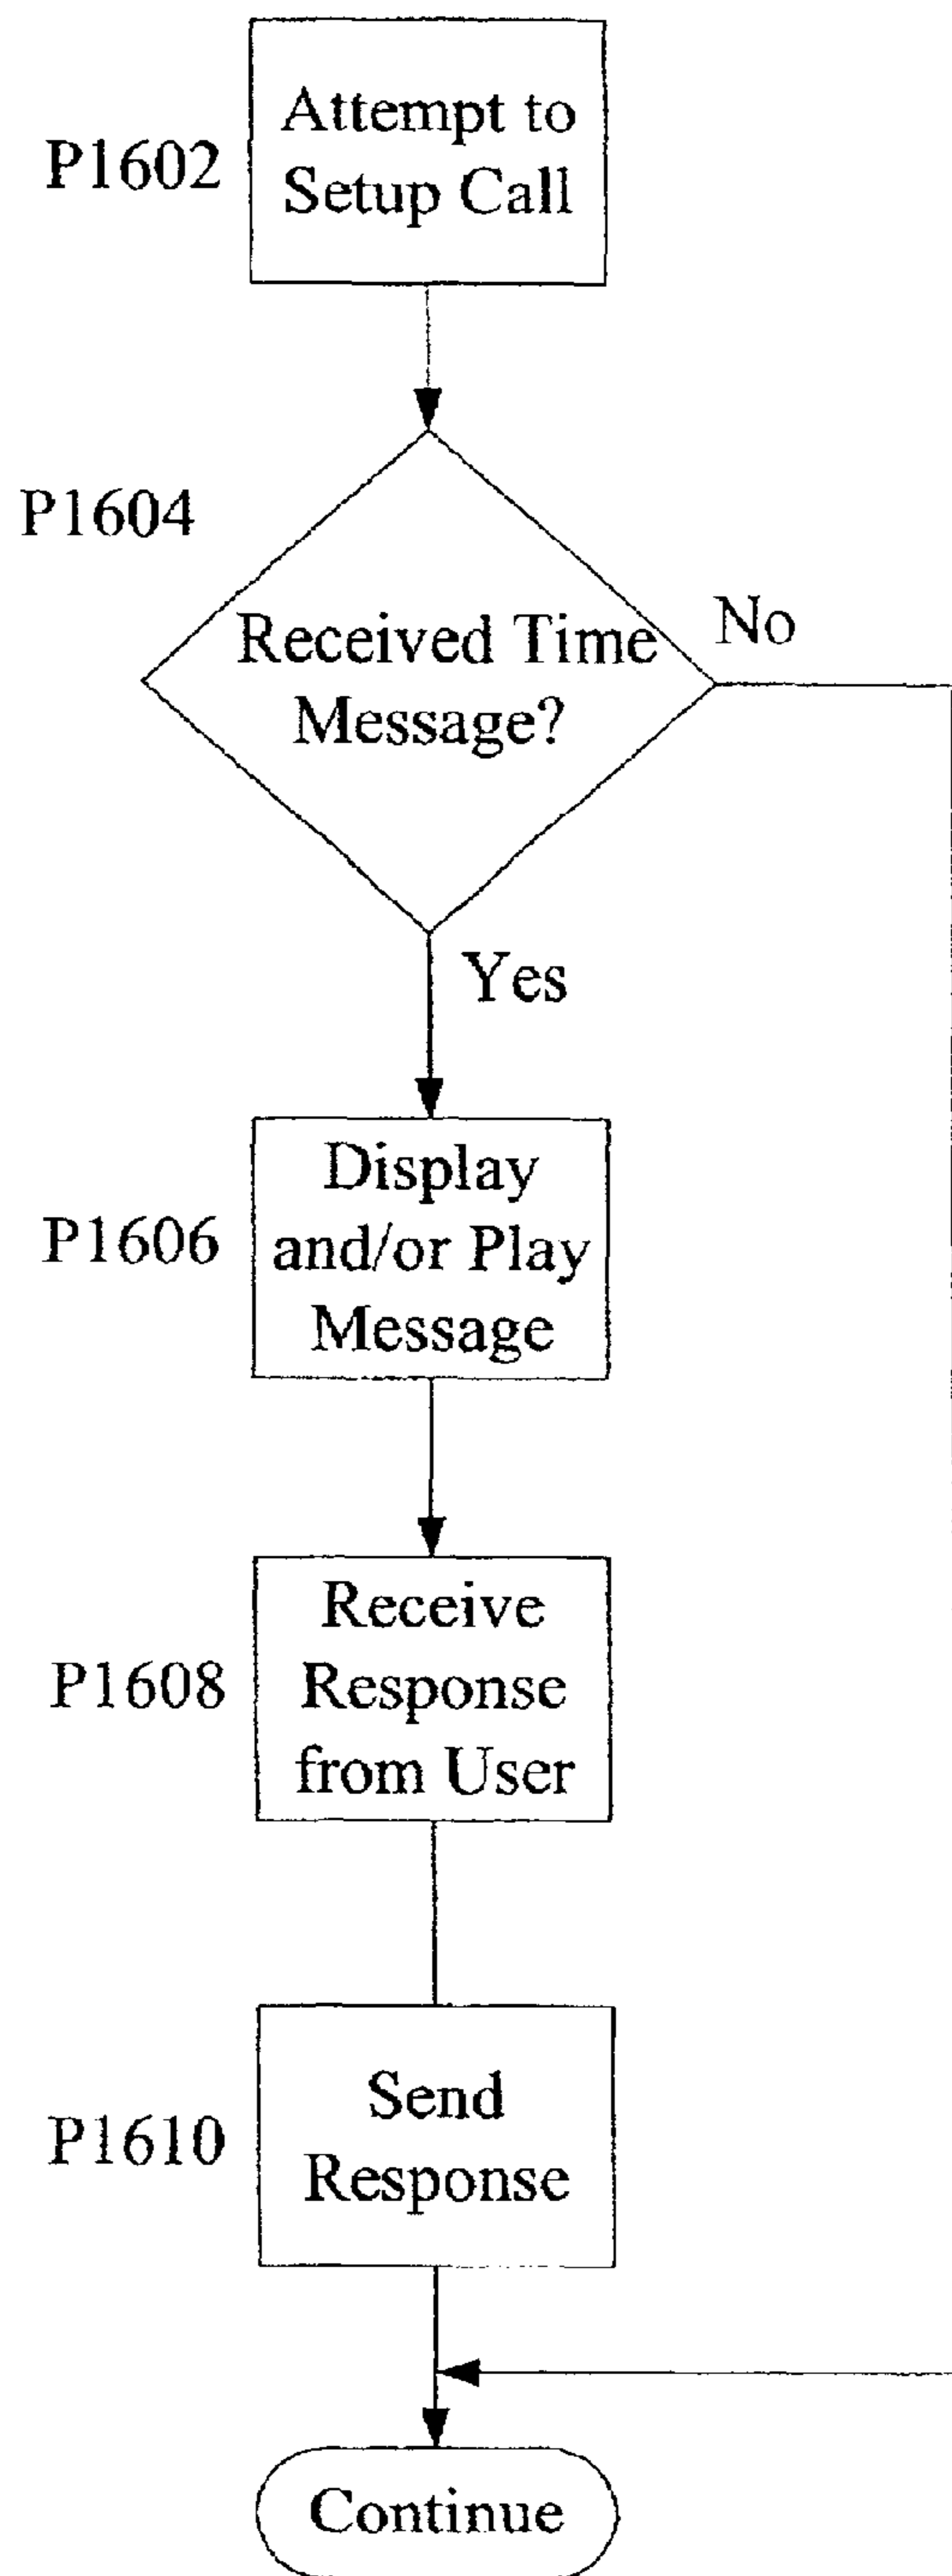 P1602
Attempt to
Setup Call
P1604
Received Time
Message?
No
Yes
P1606
Display
and/or Play
Message
P1608
Receive
Response
from User
P1610
Send
Response
Continue